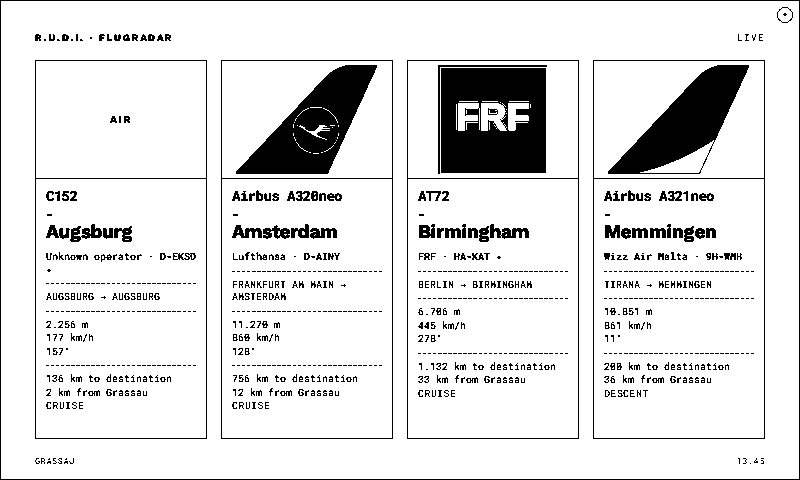 R.U.D.I. · FLUGRADAR
LIVE
AIR
C152
-
Augsburg
Unknown operator · D-EKSD
AUGSBURG → AUGSBURG
2.256 m
177 km/h
157°
136 km to destination
2 km from Grassau
CRUISE
Airbus A320neo
-
Amsterdam
Lufthansa · D-AINY
FRANKFURT AM MAIN →
AMSTERDAM
11.270 m
860 km/h
128°
756 km to destination
12 km from Grassau
CRUISE
FRF
AT72
-
Birmingham
FRF · HA-KAT
BERLIN → BIRMINGHAM
6.706 m
445 km/h
278°
1.132 km to destination
33 km from Grassau
CRUISE
Airbus A321neo
-
Memmingen
Wizz Air Malta · 9H-WMB
TIRANA → MEMMINGEN
10.851 m
861 km/h
11°
200 km to destination
36 km from Grassau
DESCENT
GRASSAU
13.45